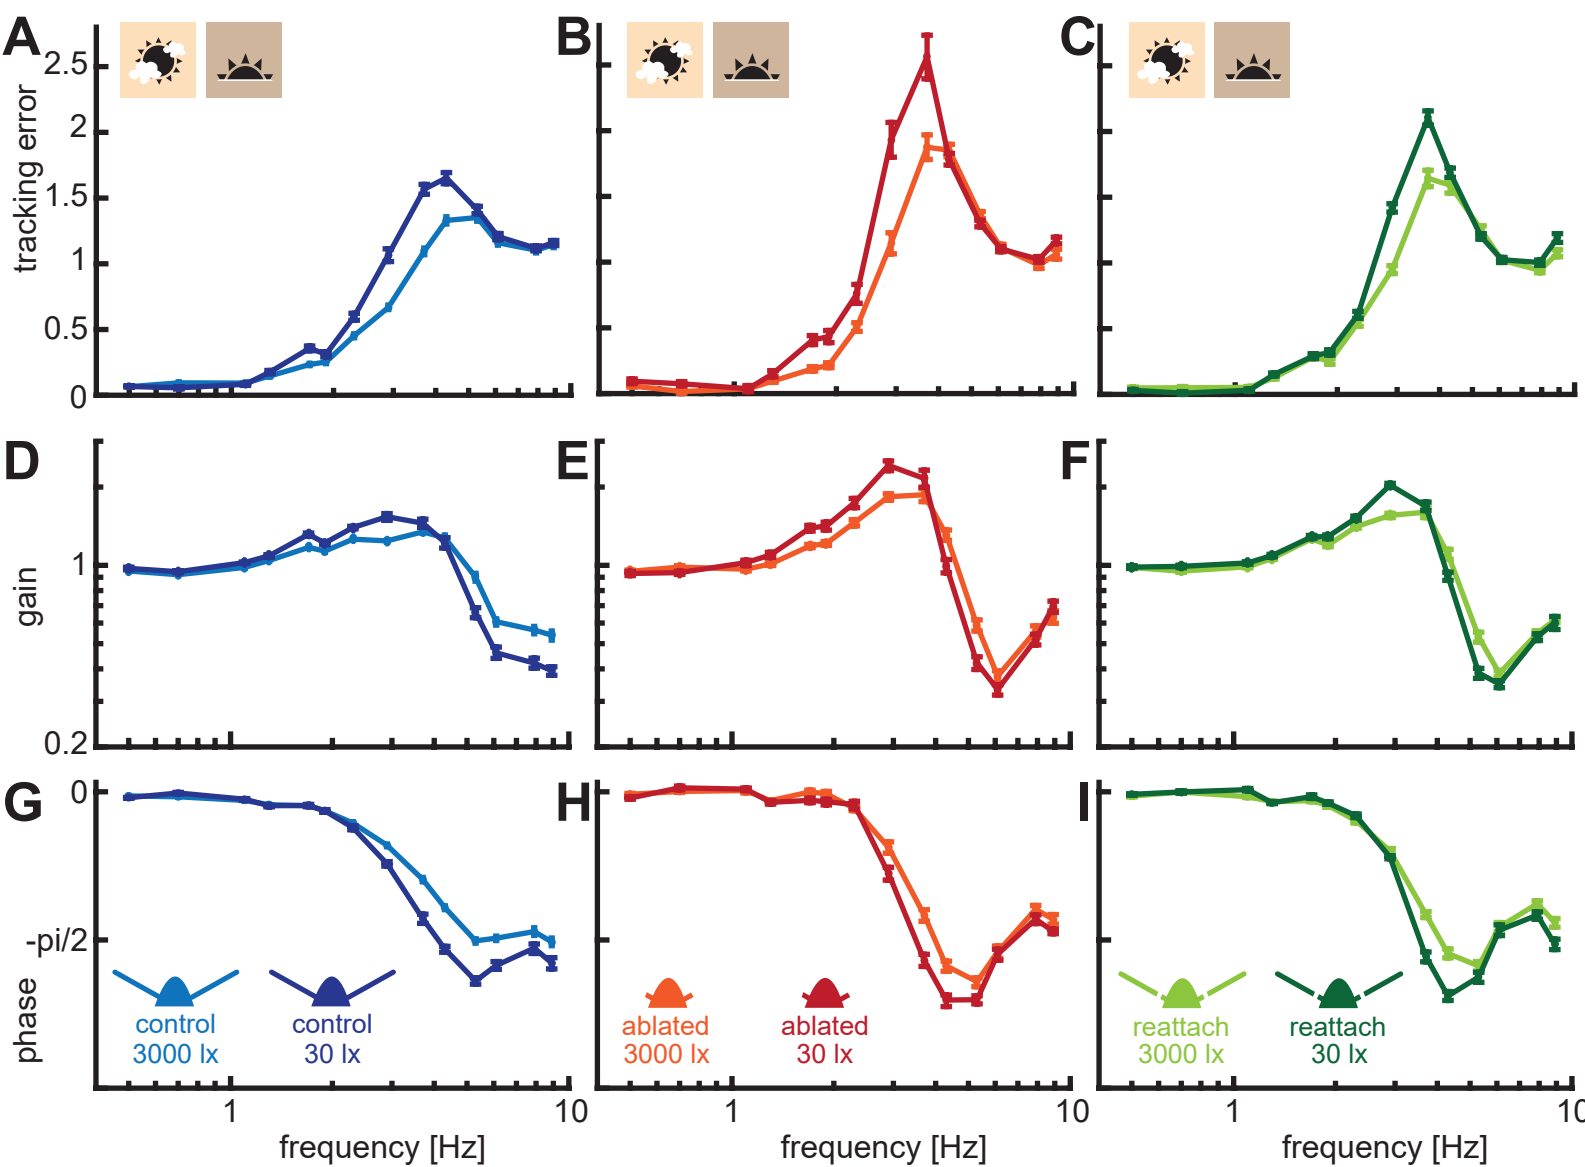 A
B
C
tracking error
2.5
2
1.5
1
0.5
0
D
E
F
gain
1
0.2
G
H
I
phase
0
-pi/2
control
3000 lx
control
30 lx
ablated
3000 lx
ablated
30 lx
reattach
3000 lx
reattach
30 lx
1
10
1
10
1
10
frequency [Hz]
frequency [Hz]
frequency [Hz]